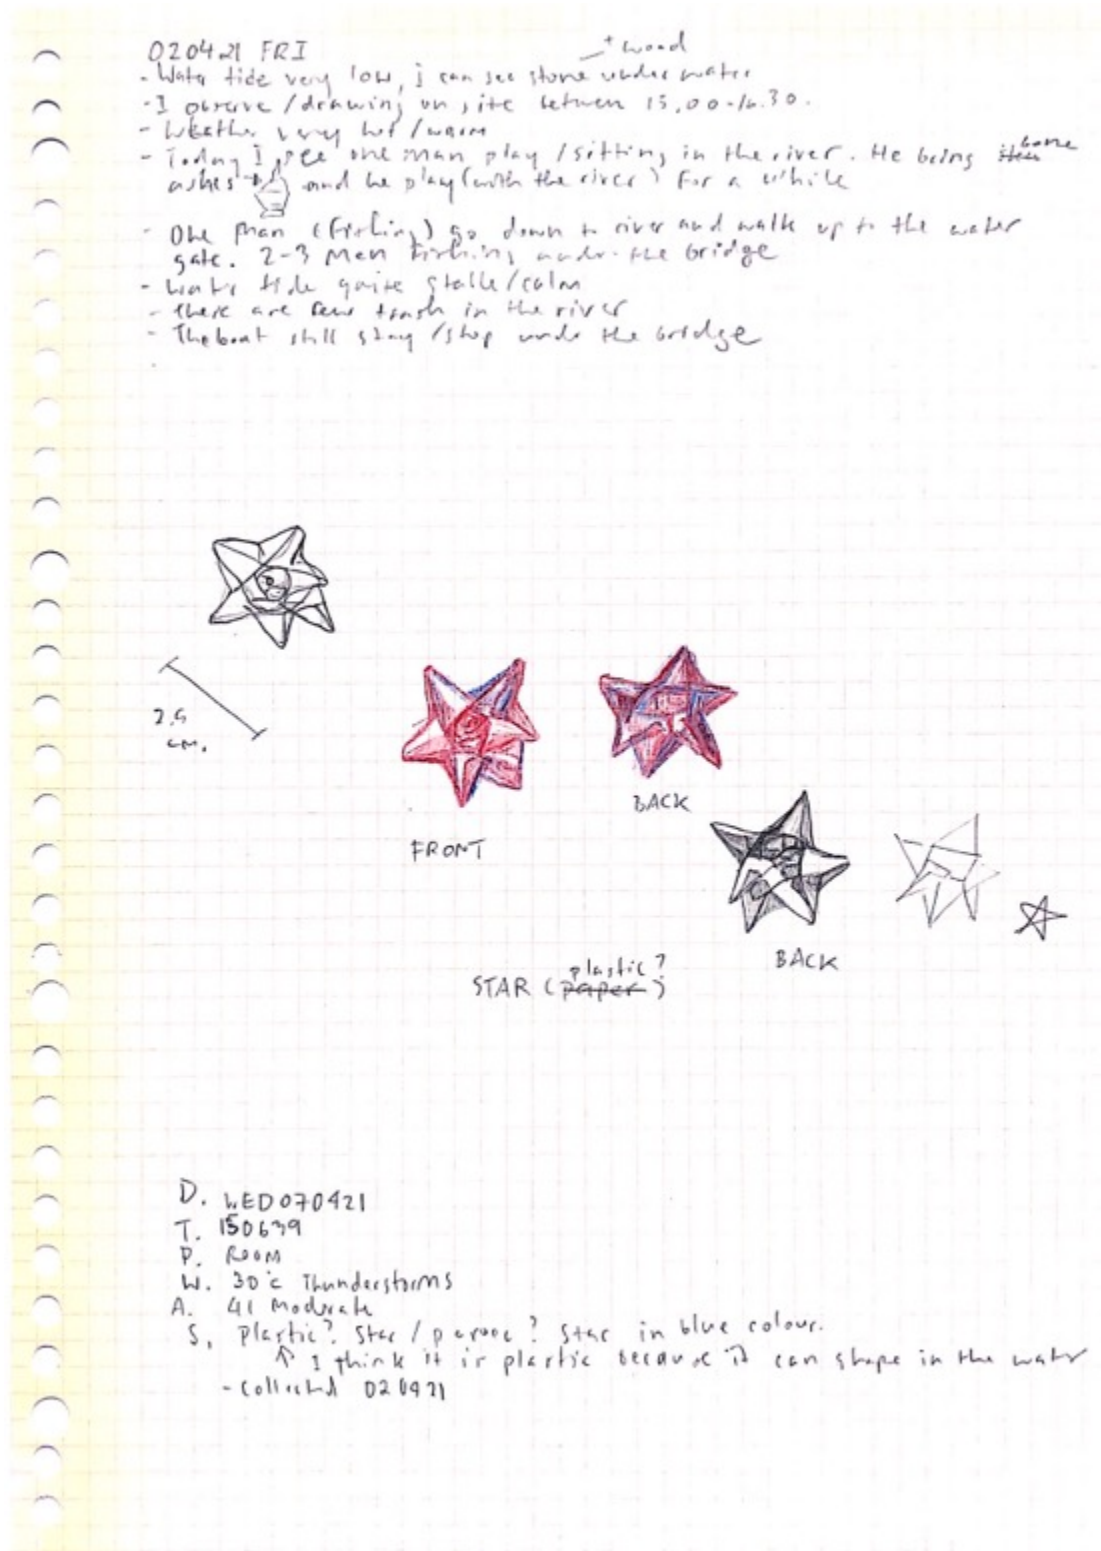 020421 FRI
+ wood
- Water tide very low, i can see stone under water
- I observe / drawing on site between 15.00-16.30.
- Weather very hot / warm
- Today I see one man play / sitting in the river. He bring bone
ashes and he play (with the river) for a while
- One man (fishing) go down to river and walk up to the water
gate. 2-3 men fishing under the bridge
- Water tide quite stable / calm
- There are few trash in the river
- The boat still stay / stop under the bridge
2.5
cm.
FRONT
BACK
BACK
plastic?
STAR (paper)
D. WED070421
T. 150639
P. ROOM
W. 30°c Thunderstorms
A. 41 Moderate
S. Plastic? Star / ? Star in blue colour.
↑ I think it is plastic because it can shape in the water
- Collected 020421